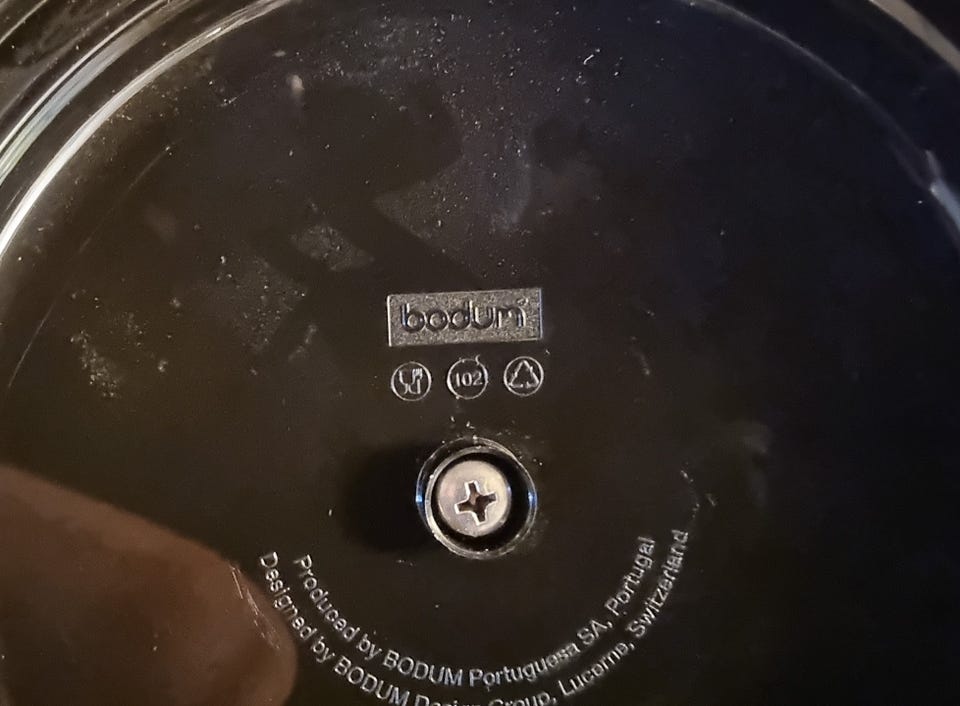 bodum®
102
Produced by BODUM Portuguesa SA, Portugal
Designed by BODUM Design Group, Lucerne, Switzerland